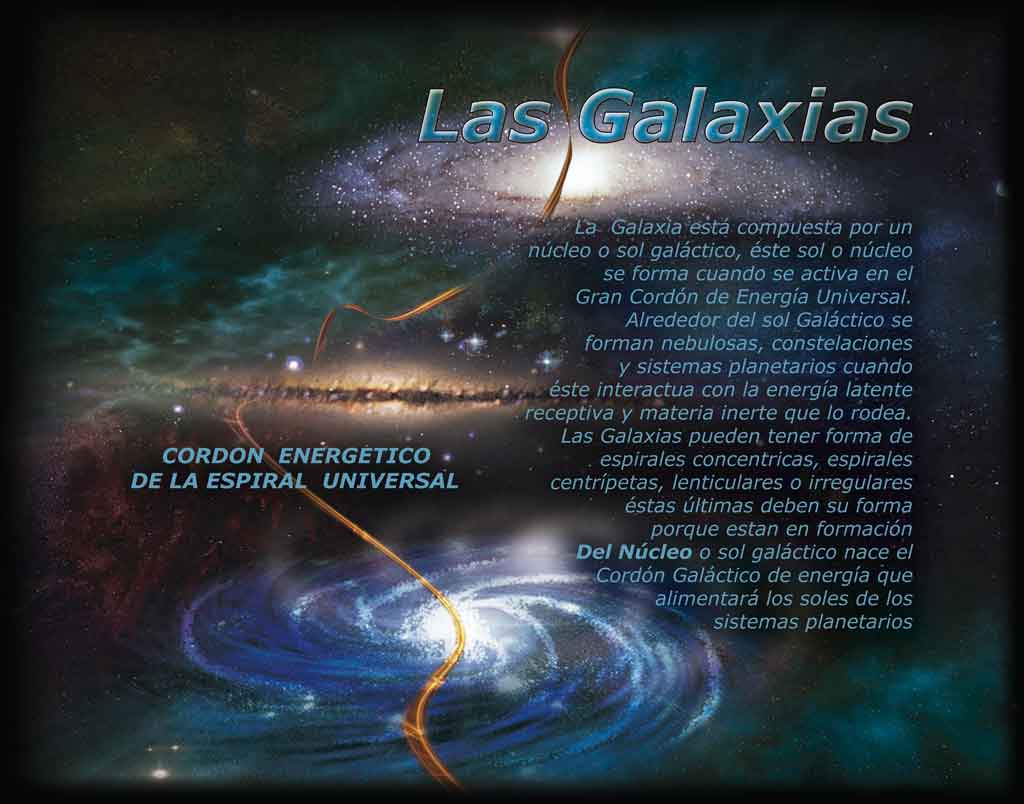 Las Galaxias
La Galaxia está compuesta por un
núcleo o sol galáctico, éste sol o núcleo
se forma cuando se activa en el
Gran Cordón de Energía Universal.
Alrededor del sol Galáctico se
forman nebulosas, constelaciones
y sistemas planetarios cuando
éste interactua con la energía latente
receptiva y materia inerte que lo rodea.
Las Galaxias pueden tener forma de
espirales concentricas, espirales
centrípetas, lenticulares o irregulares
éstas últimas deben su forma
porque estan en formación
Del Núcleo o sol galáctico nace el
Cordón Galáctico de energía que
alimentará los soles de los
sistemas planetarios
CORDON ENERGETICO
DE LA ESPIRAL UNIVERSAL